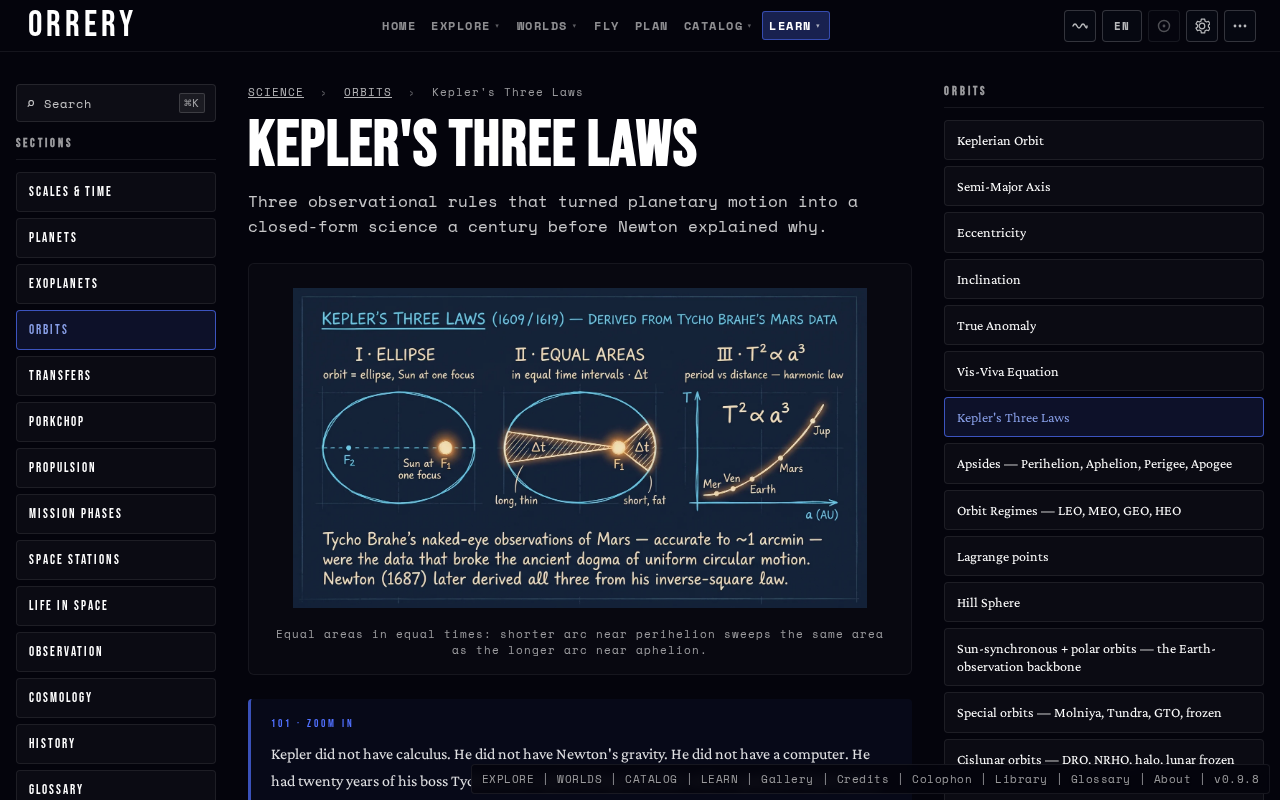 ORRERY
HOME EXPLORE WORLDS FLY PLAN CATALOG LEARN
EN
Search ⌘K
SECTIONS
SCALES & TIME
PLANETS
EXOPLANETS
ORBITS
TRANSFERS
PORKCHOP
PROPULSION
MISSION PHASES
SPACE STATIONS
LIFE IN SPACE
OBSERVATION
COSMOLOGY
HISTORY
GLOSSARY
SCIENCE › ORBITS › Kepler's Three Laws
KEPLER'S THREE LAWS
Three observational rules that turned planetary motion into a
closed-form science a century before Newton explained why.
KEPLER'S THREE LAWS (1609/1619) — DERIVED FROM TYCHO BRAHE'S MARS DATA
I · ELLIPSE
orbit = ellipse, Sun at one focus
F₂
Sun at F₁
one focus
II · EQUAL AREAS
in equal time intervals · Δt
Δt
Δt
F₁
long, thin
short, fat
III · T² ∝ a³
period vs distance — harmonic law
T
T² ∝ a³
Jup
Mars
Mer Ven
Earth
a (AU)
Tycho Brahe's naked-eye observations of Mars — accurate to ~1 arcmin —
were the data that broke the ancient dogma of uniform circular motion.
Newton (1687) later derived all three from his inverse-square law.
Equal areas in equal times: shorter arc near perihelion sweeps the same area
as the longer arc near aphelion.
101 · ZOOM IN
Kepler did not have calculus. He did not have Newton's gravity. He did not have a computer. He
had twenty years of his boss
ORBITS
Keplerian Orbit
Semi-Major Axis
Eccentricity
Inclination
True Anomaly
Vis-Viva Equation
Kepler's Three Laws
Apsides — Perihelion, Aphelion, Perigee, Apogee
Orbit Regimes — LEO, MEO, GEO, HEO
Lagrange points
Hill Sphere
Sun-synchronous + polar orbits — the Earth-
observation backbone
Special orbits — Molniya, Tundra, GTO, frozen
Cislunar orbits — DRO, NRHO, halo, lunar frozen
EXPLORE | WORLDS | CATALOG | LEARN | Gallery | Credits | Colophon | Library | Glossary | About | v0.9.8